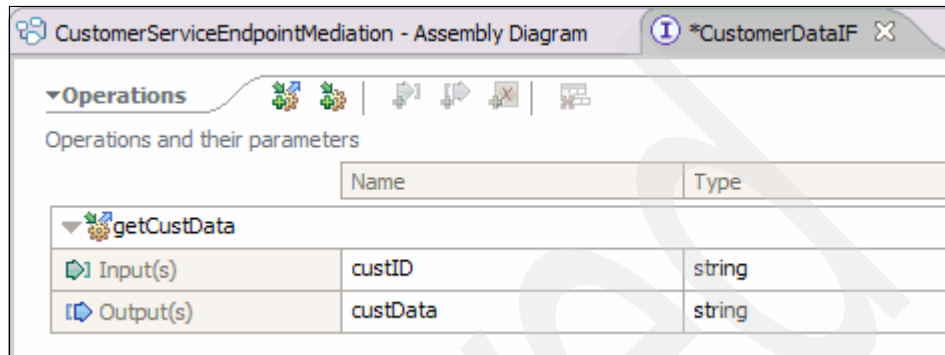 CustomerServiceEndpointMediation - Assembly Diagram *CustomerDataIF
Operations
Operations and their parameters
Name Type
getCustData
Input(s) custID string
Output(s) custData string